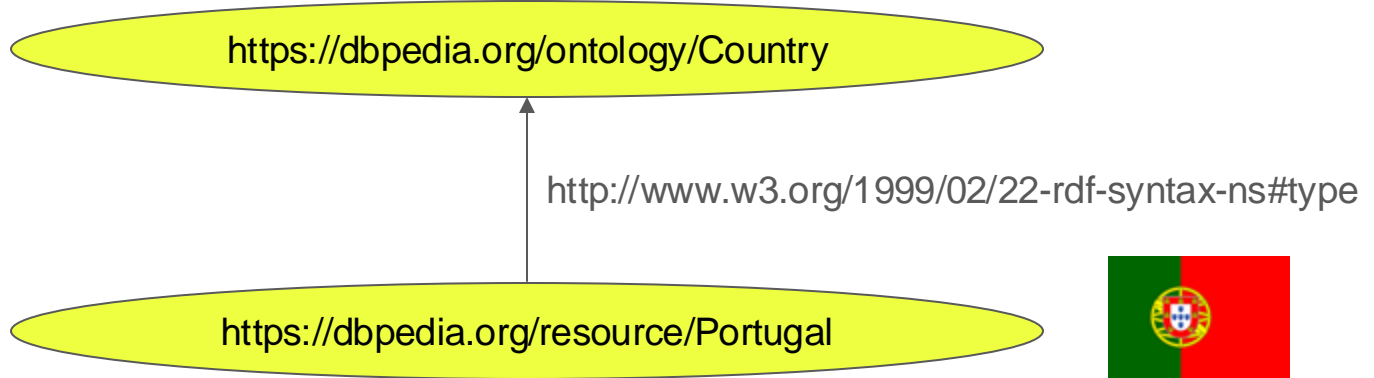 https://dbpedia.org/ontology/Country
http://www.w3.org/1999/02/22-rdf-syntax-ns#type
https://dbpedia.org/resource/Portugal